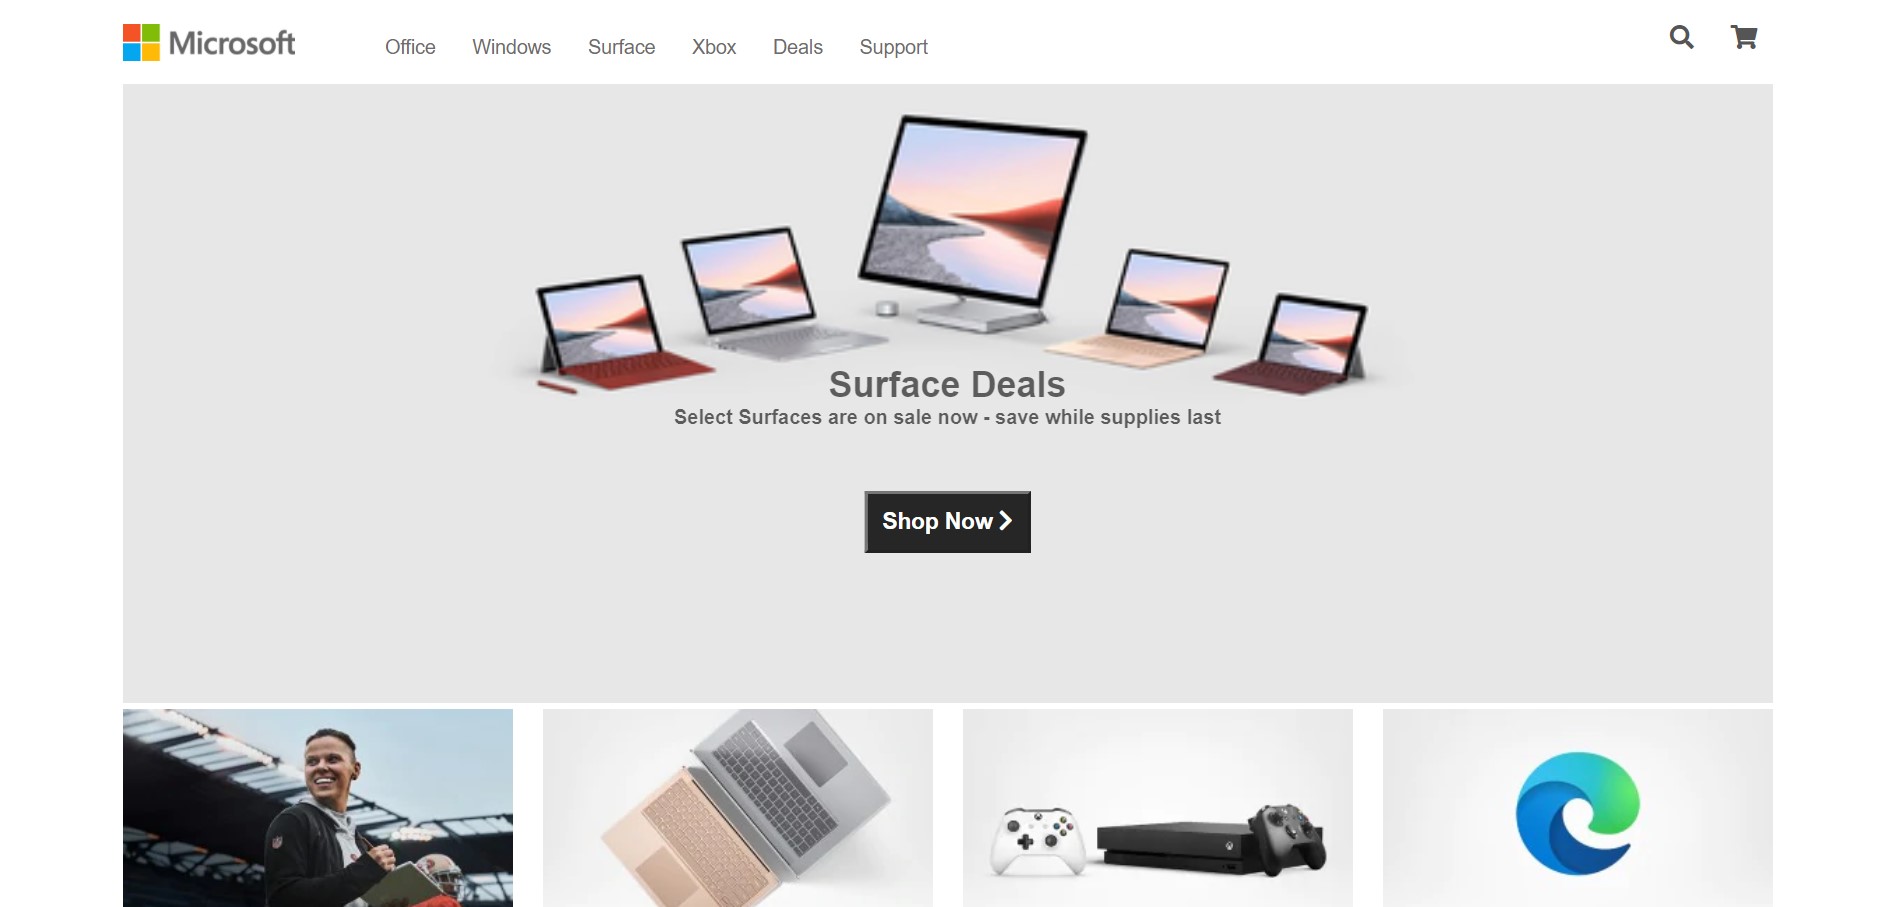 Microsoft
Office Windows Surface Xbox Deals Support
Surface Deals
Select Surfaces are on sale now - save while supplies last
Shop Now